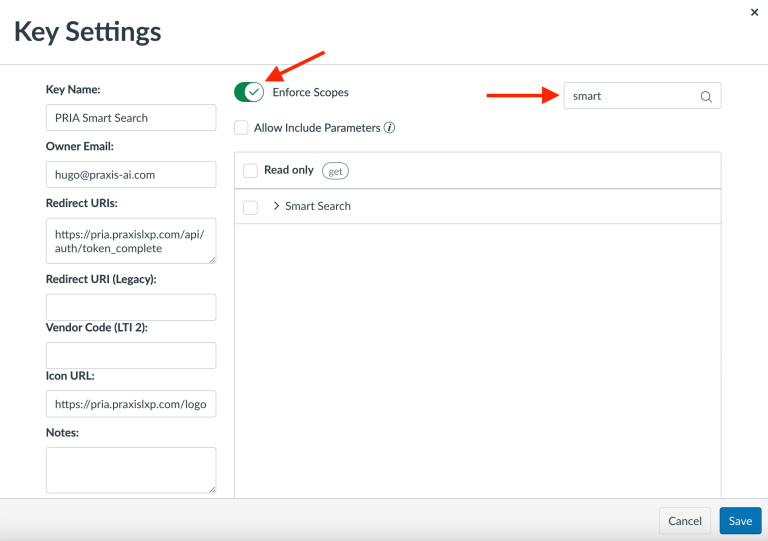 Key Settings
Key Name:
PRIA Smart Search
Owner Email:
hugo@praxis-ai.com
Redirect URIs:
https://pria.praxislxp.com/api/
auth/token_complete
Redirect URI (Legacy):
Vendor Code (LTI 2):
Icon URL:
https://pria.praxislxp.com/logo
Notes:
Enforce Scopes
smart
Allow Include Parameters
Read only get
Smart Search
Cancel Save